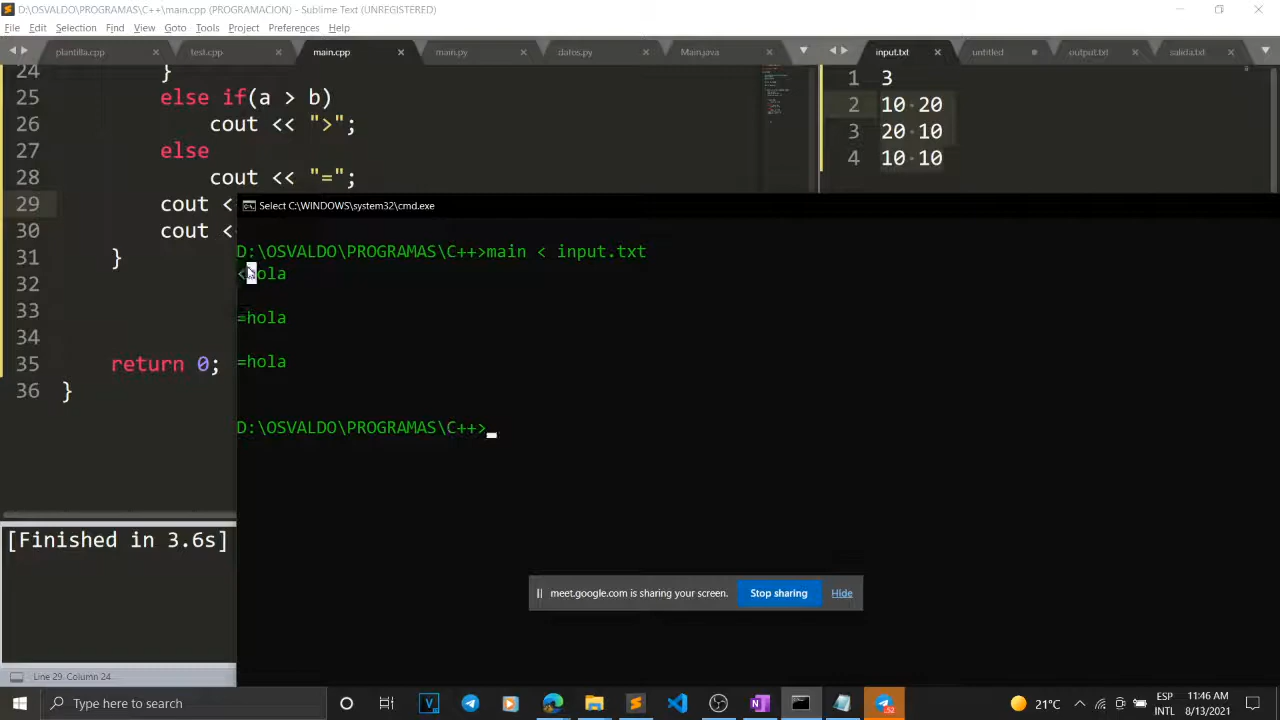 D:\OSVALDO\PROGRAMAS\C++\main.cpp (PROGRAMACION) - Sublime Text (UNREGISTERED)
File Edit Selection Find View Goto Tools Project Preferences Help
plantilla.cpp test.cpp main.cpp main.py datos.py Main.java input.txt untitled output.txt salida.txt
24 }
25 else if(a > b)
26 cout << ">";
27 else
28 cout << "=";
29 cout <
30 cout <
31 }
32
33
34
35 return 0;
36 }
1 3
2 10 20
3 20 10
4 10 10
Select C:\WINDOWS\system32\cmd.exe
D:\OSVALDO\PROGRAMAS\C++>main < input.txt
<hola
=hola
=hola
D:\OSVALDO\PROGRAMAS\C++>
[Finished in 3.6s]
meet.google.com is sharing your screen. Stop sharing Hide
Line 29, Column 24
Type here to search
21°C
ESP
INTL
11:46 AM
8/13/2021